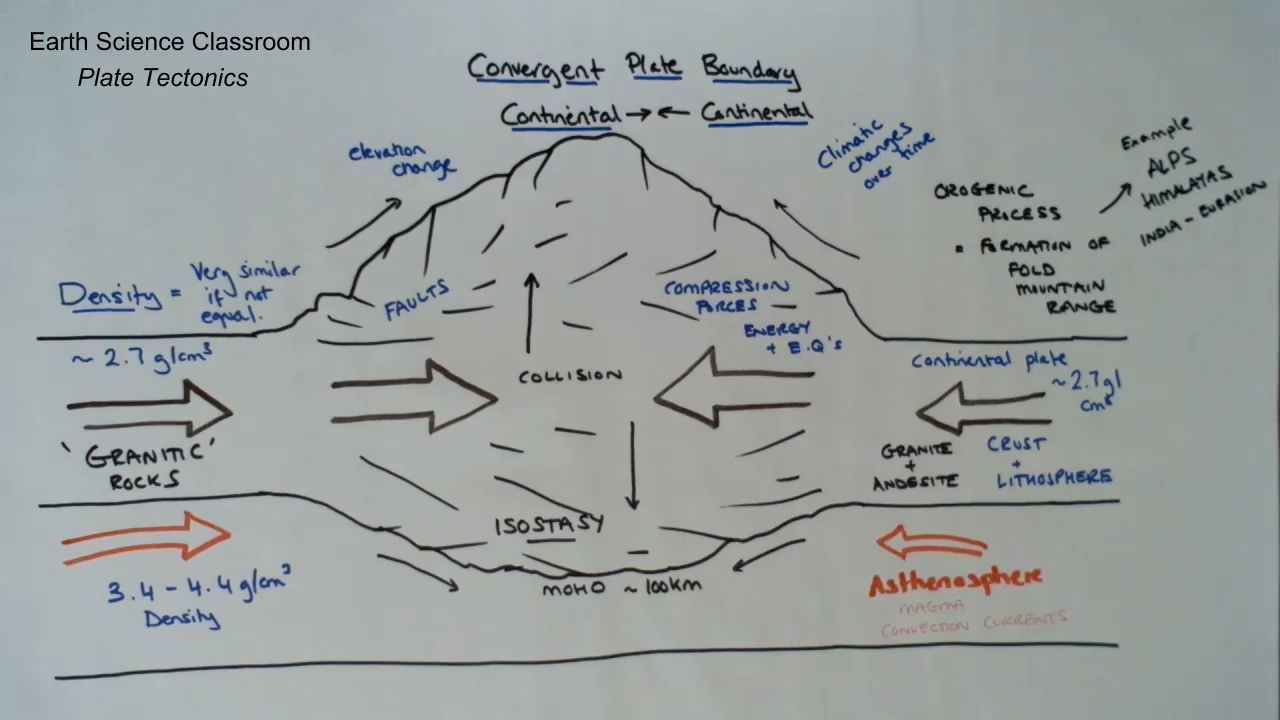 Earth Science Classroom
Plate Tectonics
Convergent Plate Boundary
Continental →← Continental
elevation
change
Climatic
changes
over time
Example
ALPS
HIMALAYAS
INDIA - EURASION
OROGENIC
PROCESS
= FORMATION OF
FOLD
MOUNTAIN
RANGE
Density =
Very similar
if not
equal.
~ 2.7 g/cm³
FAULTS
COMPRESSION
FORCES
ENERGY
+ E.Q's
COLLISION
Continental plate
~2.7g/
cm³
'GRANITIC'
ROCKS
GRANITE
+
ANDESITE
CRUST
+
LITHOSPHERE
ISOSTASY
MOHO ~ 100km
3.4 - 4.4 g/cm³
Density
Asthenosphere
MAGMA
CONVECTION CURRENTS